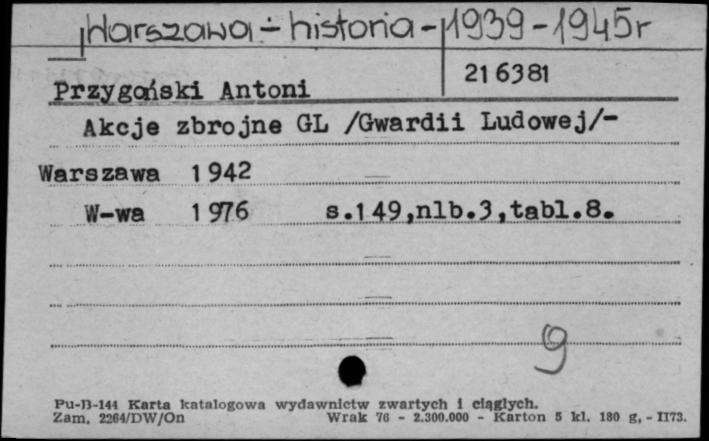 Warszawa - historia - 1939-1945r
216381
Przygoński Antoni
Akcje zbrojne GL /Gwardii Ludowej/-
Warszawa 1942
W-wa 1976 s.149,nlb.3,tabl.8.
9
Pu-B-144 Karta katalogowa wydawnictw zwartych i ciągłych.
Zam. 2264/DW/On Wrak 76 - 2.300.000 - Karton 5 kl. 180 g, - II73.